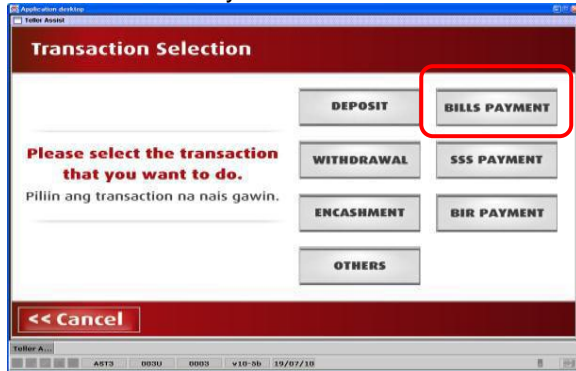 Application desktop
Teller Assist
Transaction Selection
DEPOSIT
BILLS PAYMENT
Please select the transaction
that you want to do.
Piliin ang transaction na nais gawin.
WITHDRAWAL
SSS PAYMENT
ENCASHMENT
BIR PAYMENT
OTHERS
<< Cancel
Teller A...
AST3 003U 0003 v10-5b 19/07/10